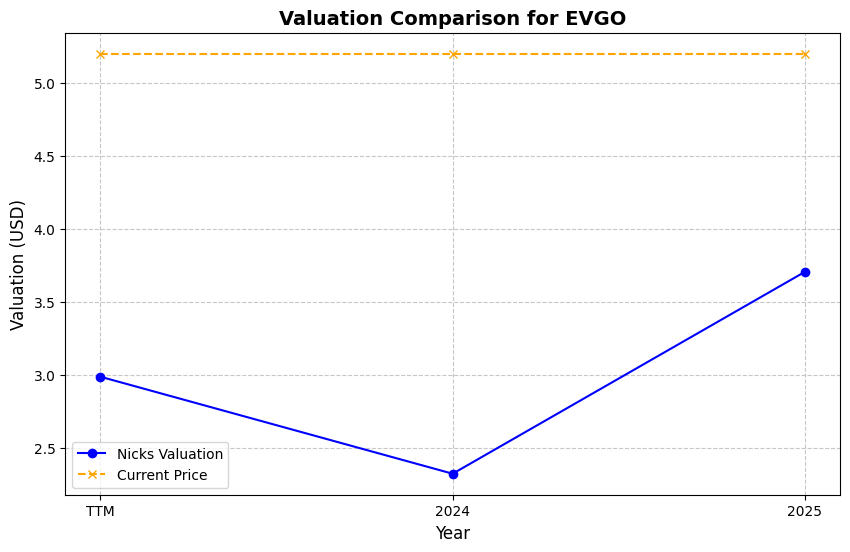 Valuation Comparison for EVGO
Valuation (USD)
5.0
4.5
4.0
3.5
3.0
2.5
Nicks Valuation
Current Price
TTM
2024
2025
Year